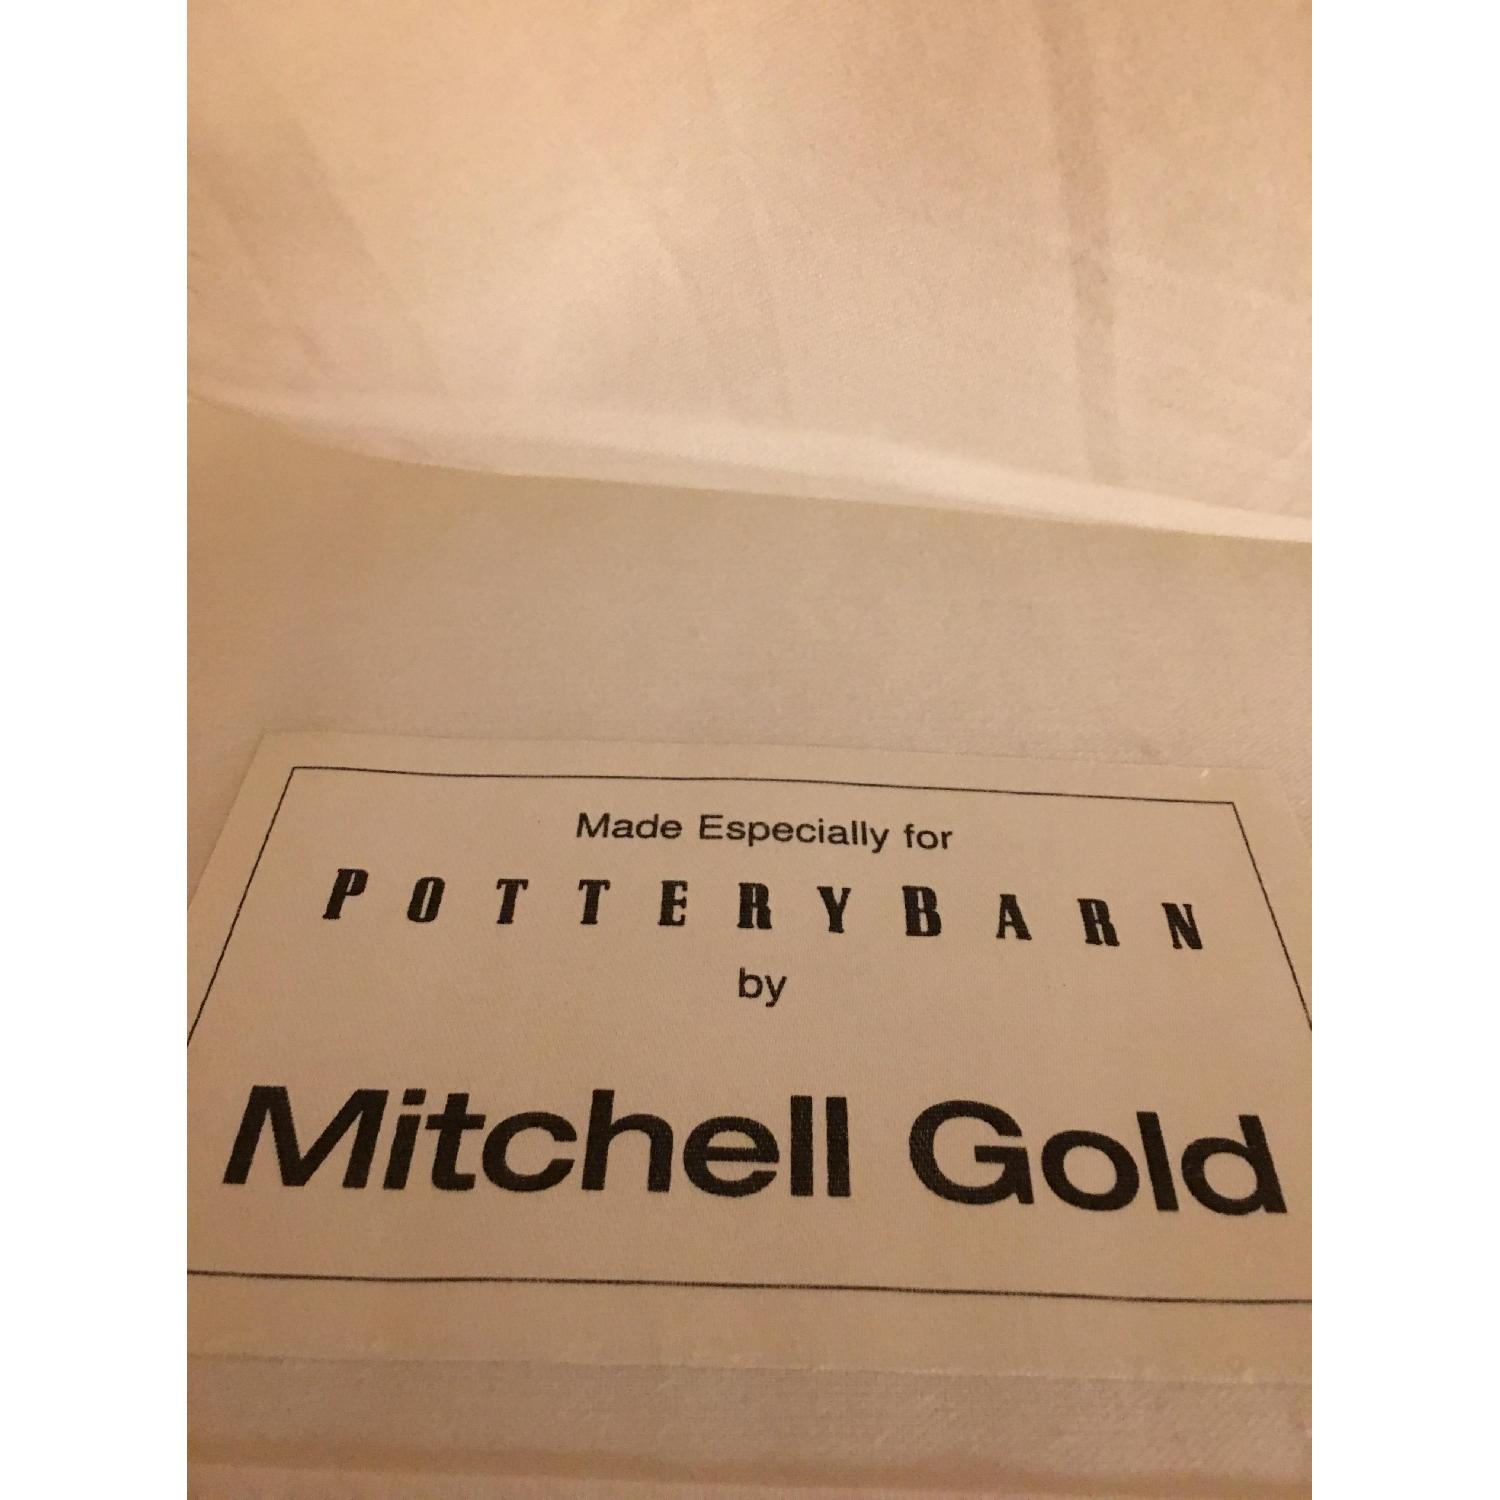 Made Especially for
POTTERYBARN
by
Mitchell Gold